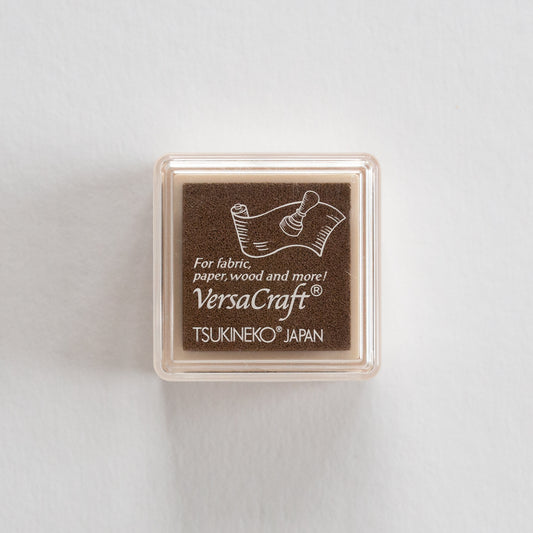 For fabric,
paper, wood and more!
VersaCraft®
TSUKINEKO® JAPAN